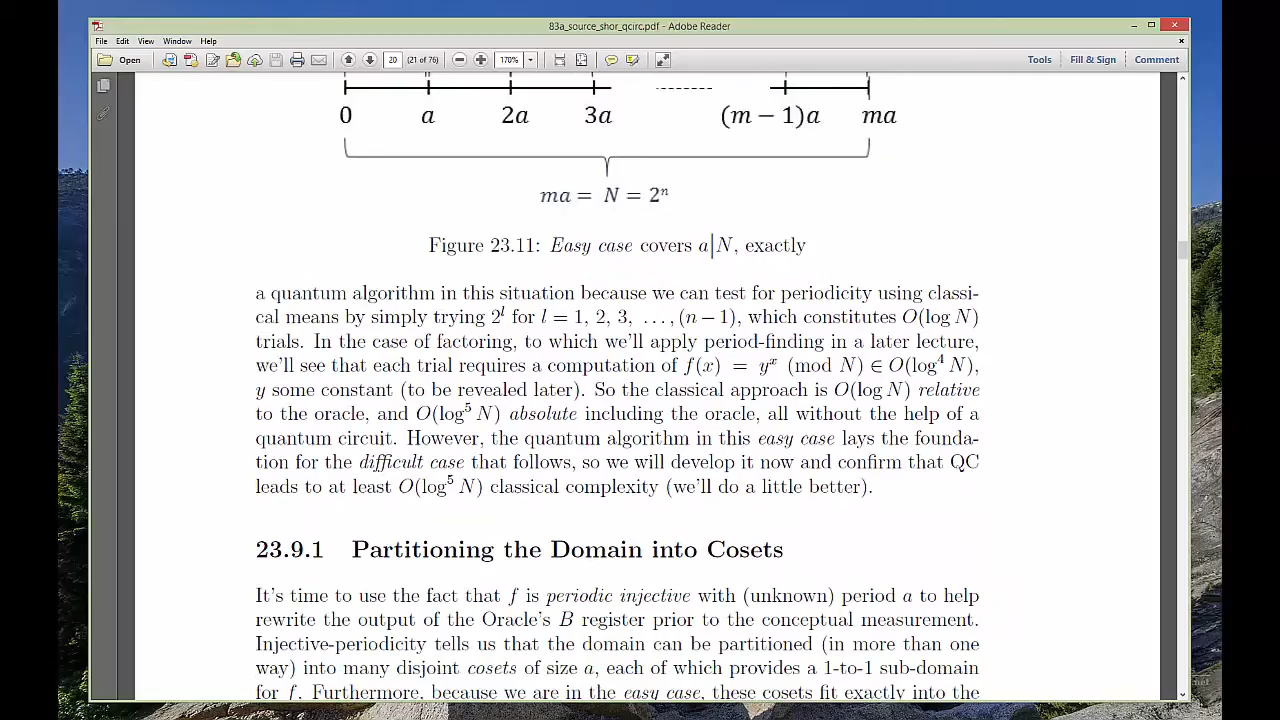 83a_source_shor_qcirc.pdf - Adobe Reader
File Edit View Window Help
Open 20 (21 of 76) 170% Tools Fill & Sign Comment
0 a 2a 3a (m − 1)a ma
ma = N = 2ⁿ
Figure 23.11: Easy case covers a|N, exactly
a quantum algorithm in this situation because we can test for periodicity using classi-
cal means by simply trying 2ˡ for l = 1, 2, 3, . . . , (n − 1), which constitutes O(log N)
trials. In the case of factoring, to which we'll apply period-finding in a later lecture,
we'll see that each trial requires a computation of f(x) = yˣ mod N) ∈ O(log⁴ N),
y some constant (to be revealed later). So the classical approach is O(log N) relative
to the oracle, and O(log⁵ N) absolute including the oracle, all without the help of a
quantum circuit. However, the quantum algorithm in this easy case lays the founda-
tion for the difficult case that follows, so we will develop it now and confirm that QC
leads to at least O(log⁵ N) classical complexity (we'll do a little better).
23.9.1 Partitioning the Domain into Cosets
It's time to use the fact that f is periodic injective with (unknown) period a to help
rewrite the output of the Oracle's B register prior to the conceptual measurement.
Injective-periodicity tells us that the domain can be partitioned (in more than one
way) into many disjoint cosets of size a, each of which provides a 1-to-1 sub-domain
for f. Furthermore, because we are in the easy case, these cosets fit exactly into the